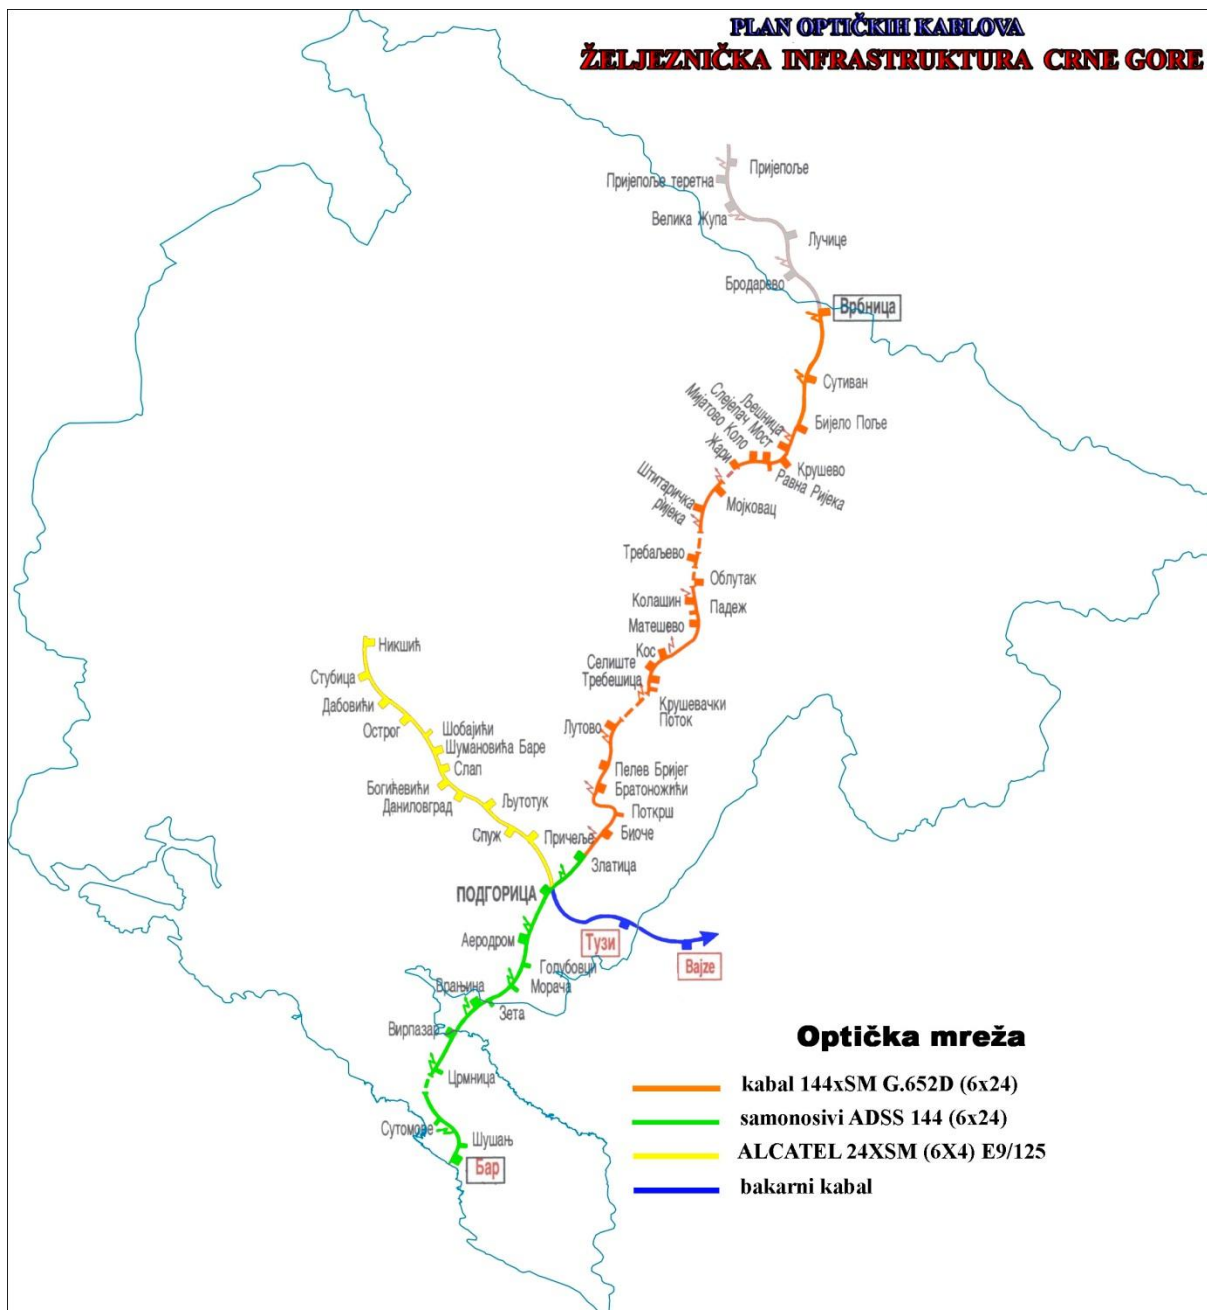 PLAN OPTIČKIH KABLOVA
ŽELJEZNIČKA INFRASTRUKTURA CRNE GORE
Пријепоље
Пријепоље теретна
Велика Жупа
Лучице
Бродарево
Врбница
Сутиван
Бијело Поље
Љешница
Слејепач Мост
Мијатово Коло
Жари
Крушево
Равна Ријека
Мојковац
Штитаричка
ријека
Требаљево
Облутак
Колашин
Падеж
Матешево
Кос
Селиште
Требешица
Крушевачки
Поток
Лутово
Пелев Бријег
Братоножићи
Поткрш
Биоче
Златица
Никшић
Стубица
Дабовићи
Острог
Шобајићи
Шумановића Баре
Слап
Богићевићи
Даниловград
Љутотук
Спуж
Причеље
ПОДГОРИЦА
Тузи
Bajze
Аеродром
Голубовци
Морача
Врањина
Зета
Вирпазар
Црмница
Сутоморе
Шушањ
Бар
Optička mreža
kabal 144xSM G.652D (6x24)
samonosivi ADSS 144 (6x24)
ALCATEL 24XSM (6X4) E9/125
bakarni kabal